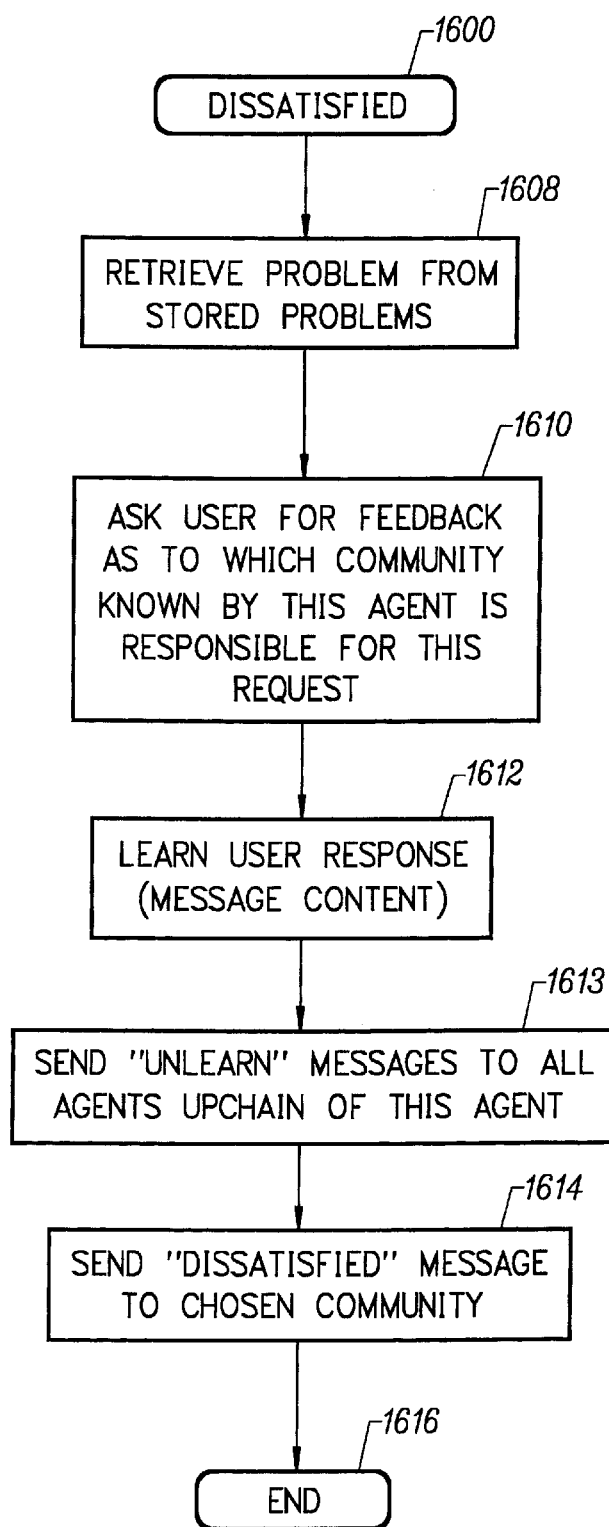 1600
DISSATISFIED
1608
RETRIEVE PROBLEM FROM
STORED PROBLEMS
1610
ASK USER FOR FEEDBACK
AS TO WHICH COMMUNITY
KNOWN BY THIS AGENT IS
RESPONSIBLE FOR THIS
REQUEST
1612
LEARN USER RESPONSE
(MESSAGE CONTENT)
1613
SEND "UNLEARN" MESSAGES TO ALL
AGENTS UPCHAIN OF THIS AGENT
1614
SEND "DISSATISFIED" MESSAGE
TO CHOSEN COMMUNITY
1616
END